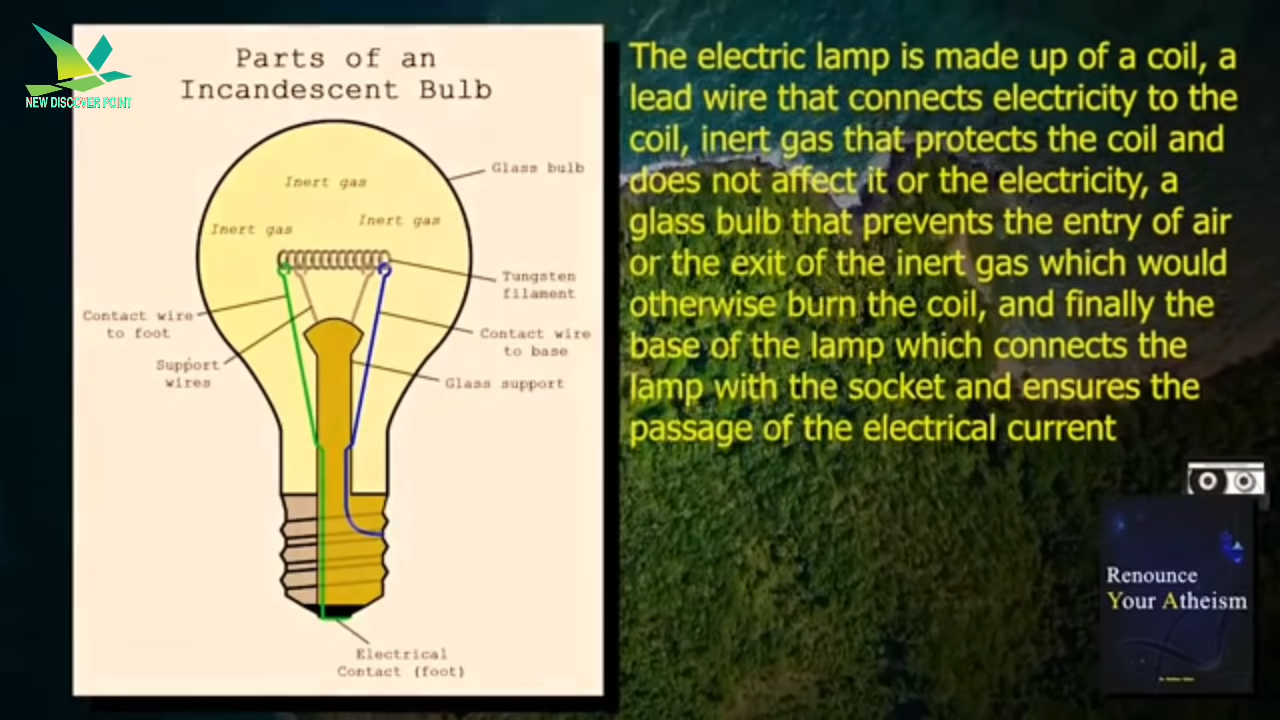 NEW DISCOVER POINT
Parts of an
Incandescent Bulb
Inert gas
Inert gas
Inert gas
Glass bulb
Tungsten
filament
Contact wire
to foot
Contact wire
to base
Support
wires
Glass support
Electrical
Contact (foot)
The electric lamp is made up of a coil, a
lead wire that connects electricity to the
coil, inert gas that protects the coil and
does not affect it or the electricity, a
glass bulb that prevents the entry of air
or the exit of the inert gas which would
otherwise burn the coil, and finally the
base of the lamp which connects the
lamp with the socket and ensures the
passage of the electrical current
Renounce
Your Atheism